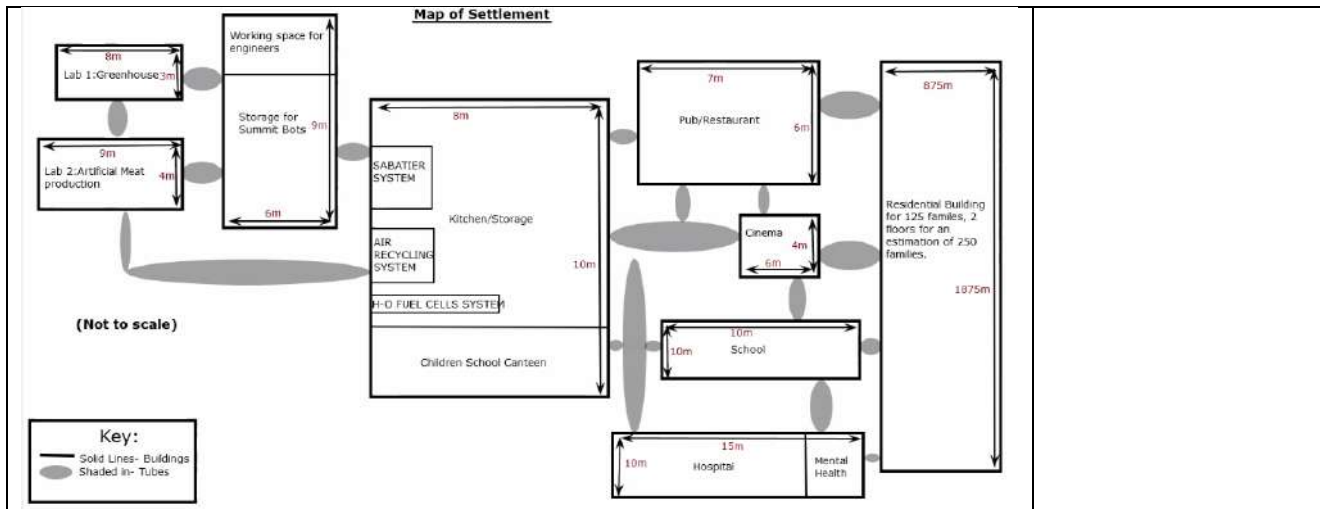 Map of Settlement
Working space for
engineers
8m
Lab 1:Greenhouse
3m
Storage for
Summit Bots
9m
9m
Lab 2:Artificial Meat
production
4m
6m
8m
SABATIER
SYSTEM
Kitchen/Storage
AIR
RECYCLING
SYSTEM
10m
H-O FUEL CELLS SYSTEM
Children School Canteen
7m
Pub/Restaurant
6m
Cinema
4m
6m
10m
10m
School
15m
10m
Hospital
Mental
Health
875m
Residential Building
for 125 familes, 2
floors for an
estimation of 250
families.
1875m
(Not to scale)
Key:
Solid Lines- Buildings
Shaded in- Tubes